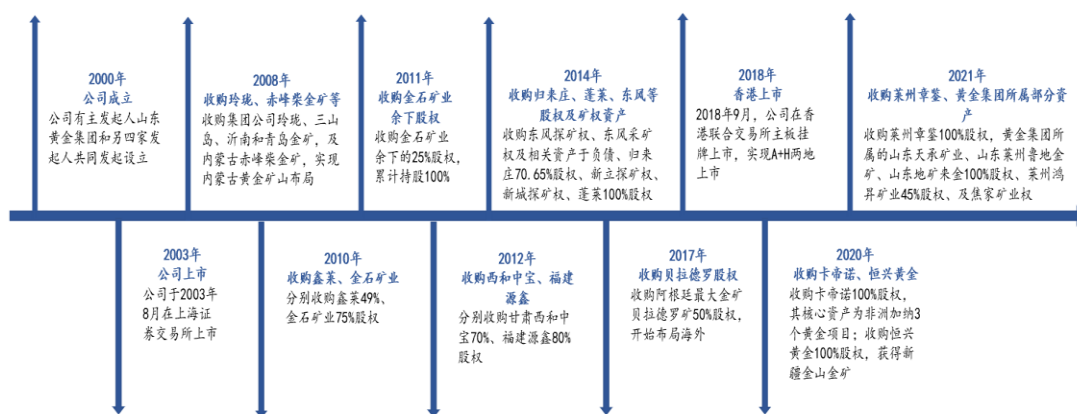 2000年
公司成立
公司有主发起人山东
黄金集团和另四家发
起人共同发起设立
2008年
收购玲珑、赤峰柴金矿等
收购集团公司玲珑、三山
岛、沂南和青岛金矿，及
内蒙古赤峰柴金矿，实现
内蒙古黄金矿山布局
2011年
收购金石矿业
余下股权
收购金石矿业
余下的25%股权，
累计持股100%
2014年
收购归来庄、蓬莱、东风等
股权及矿权资产
收购东风探矿权、东风采矿
权及相关资产于负债、归来
庄70.65%股权、新立探矿权、
新城探矿权、蓬莱100%股权
2018年
香港上市
2018年9月，公司在香
港联合交易所主板挂
牌上市，实现A+H两地
上市
2021年
收购莱州章鉴、黄金集团所属部分资
产
收购莱州章鉴100%股权，黄金集团所
属的山东天承矿业、山东莱州鲁地金
矿、山东地矿来金100%股权、莱州鸿
昇矿业45%股权、及焦家矿业权
2003年
公司上市
公司于2003年
8月在上海证
券交易所上市
2010年
收购鑫莱、金石矿业
分别收购鑫莱49%、
金石矿业75%股权
2012年
收购西和中宝、福建
源鑫
分别收购甘肃西和中
宝70%、福建源鑫80%
股权
2017年
收购贝拉德罗股权
收购阿根廷最大金矿
贝拉德罗矿50%股权，
开始布局海外
2020年
收购卡帝诺、恒兴黄金
收购卡帝诺100%股权，
其核心资产为非洲加纳3
个黄金项目；收购恒兴
黄金100%股权，获得新
疆金山金矿